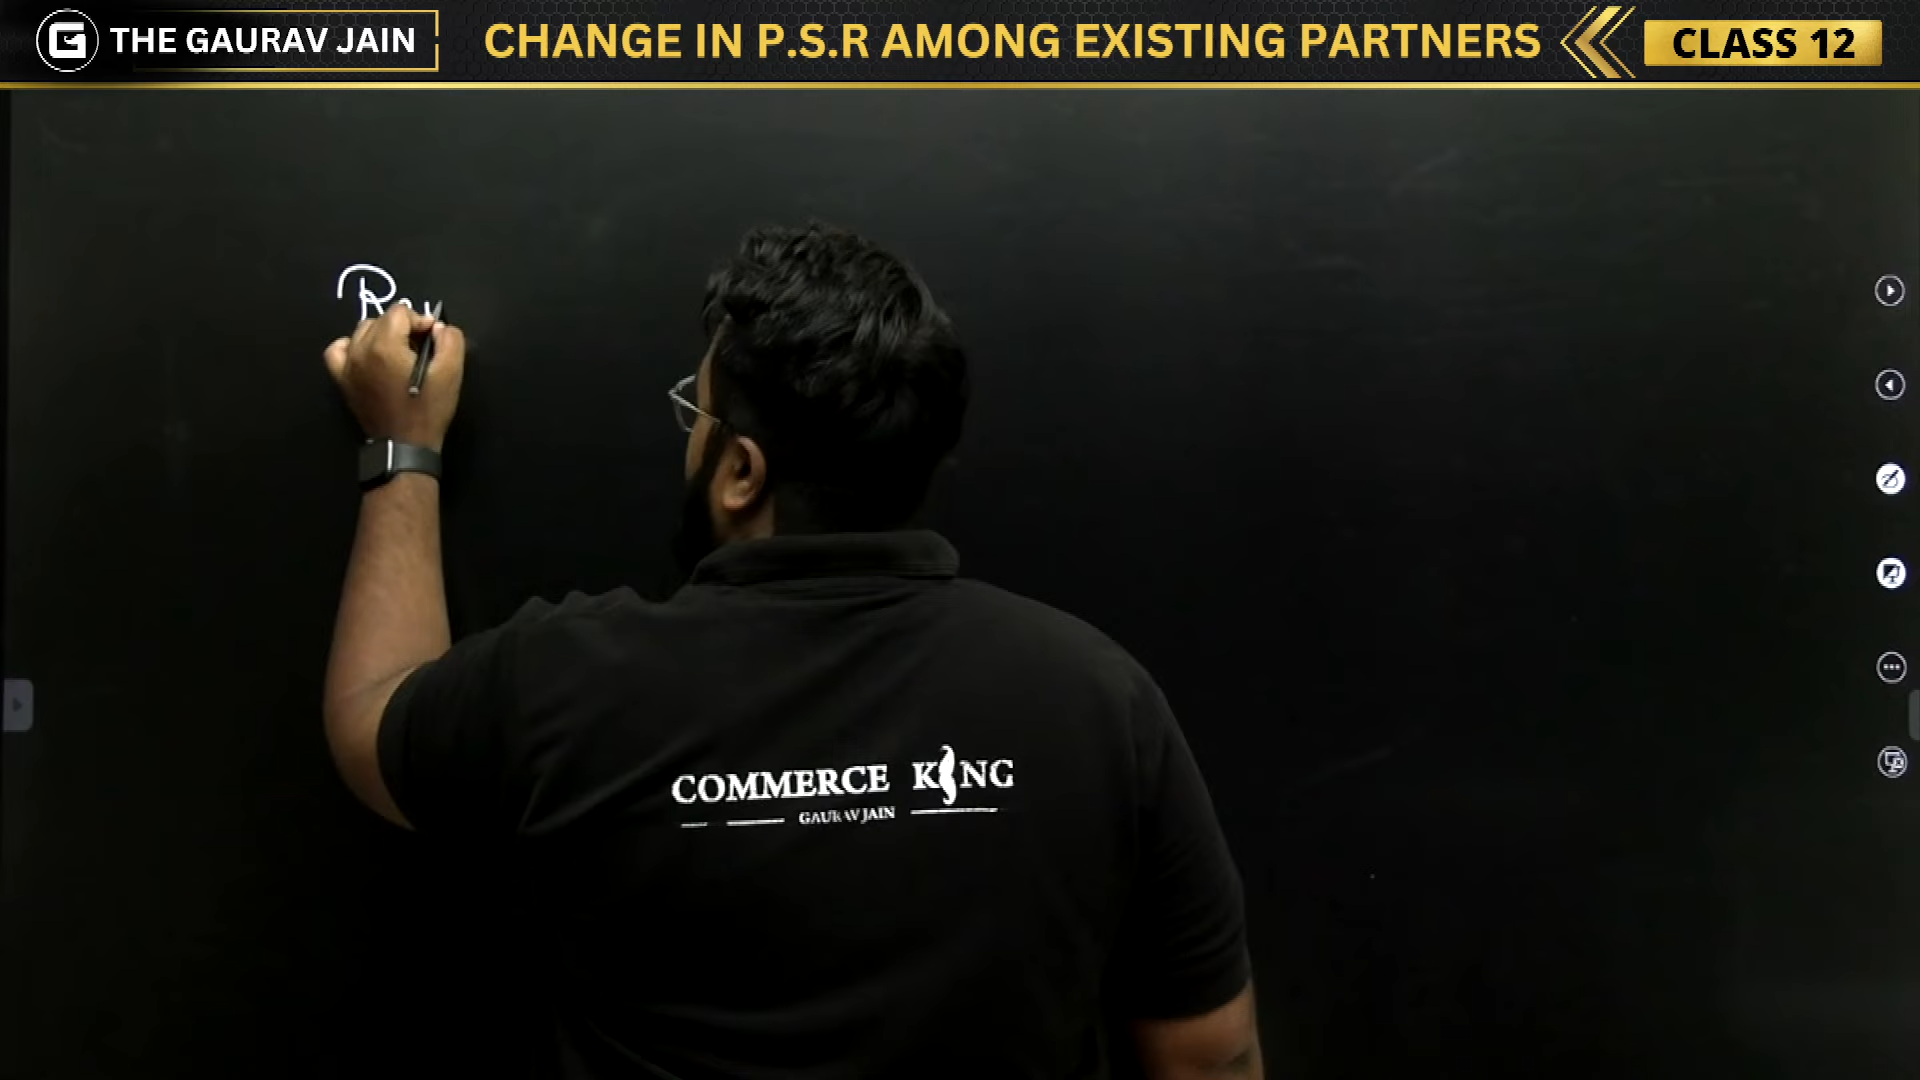 G THE GAURAV JAIN
CHANGE IN P.S.R AMONG EXISTING PARTNERS
CLASS 12
COMMERCE KING
GAURAV JAIN